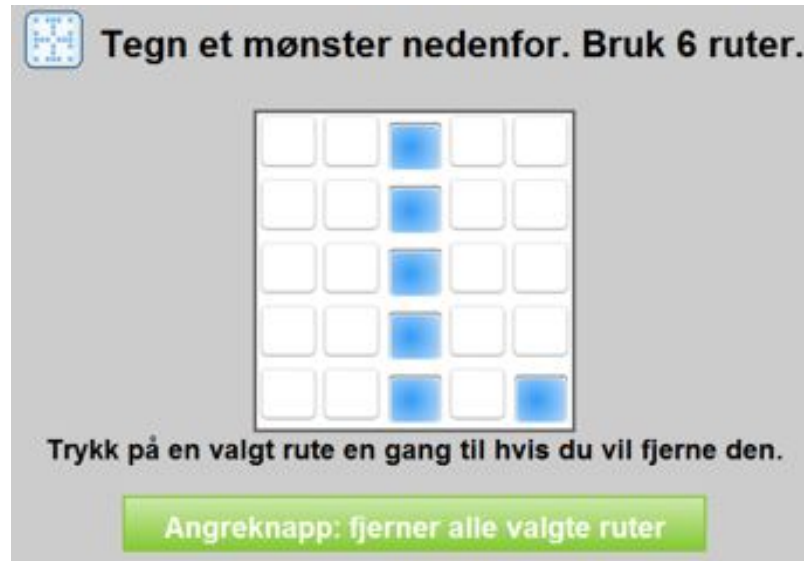 Tegn et mønster nedenfor. Bruk 6 ruter.
Trykk på en valgt rute en gang til hvis du vil fjerne den.
Angreknapp: fjerner alle valgte ruter